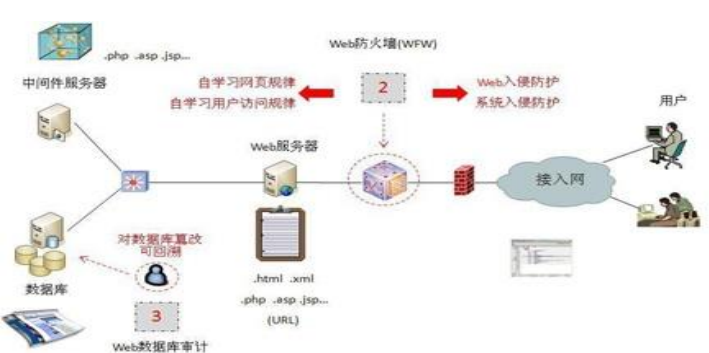 Web防火墙(WFW)
.php .asp .jsp...
中间件服务器
自学习网页规律
自学习用户访问规律
2
Web入侵防护
系统入侵防护
用户
Web服务器
接入网
对数据库篡改
可回溯
数据库
.html .xml
.php .asp .jsp...
(URL)
3
Web数据库审计